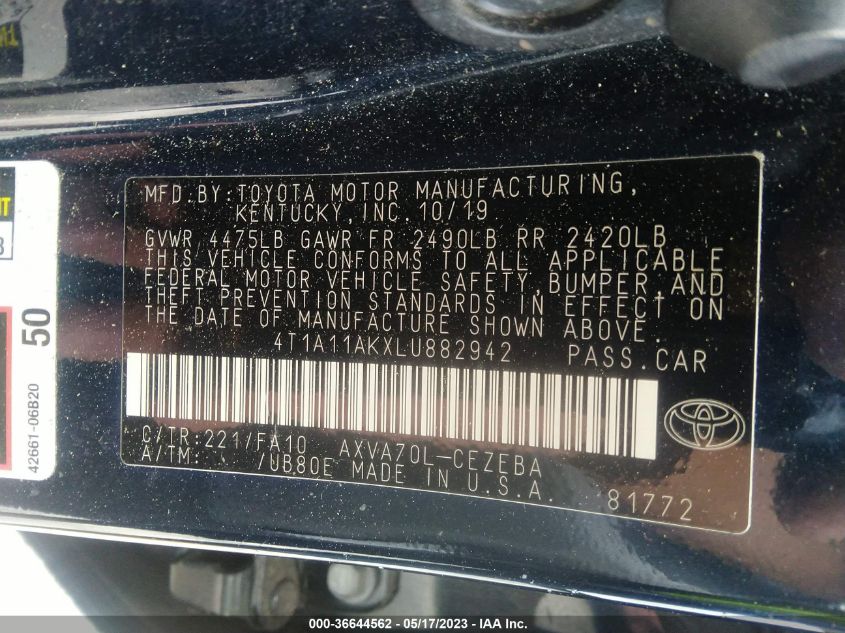 MFD.BY:TOYOTA MOTOR MANUFACTURING,
KENTUCKY, INC.10/19
GVWR 4475LB GAWR FR 2490LB RR 2420LB
THIS VEHICLE CONFORMS TO ALL APPLICABLE
FEDERAL MOTOR VEHICLE SAFETY,BUMPER,AND
THEFT PREVENTION STANDARDS IN EFFECT ON
THE DATE OF MANUFACTURE SHOWN ABOVE.
4T1A11AKXLU882942 PASS.CAR
C/TR:221/FA10 AXVA70L-CEZEBA
A/TM: /UB80E MADE IN U.S.A. 81772
50
42661-06B20
000-36644562 / 05/17/2023 / IAA Inc.